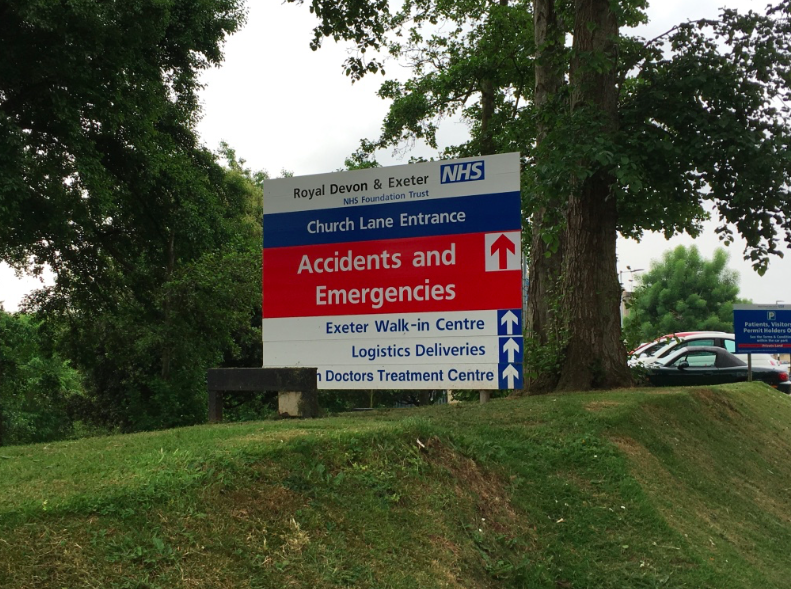 Royal Devon & Exeter NHS
NHS Foundation Trust
Church Lane Entrance
Accidents and
Emergencies
Exeter Walk-in Centre
Logistics Deliveries
Doctors Treatment Centre
P
Patients, Visitors
Permit Holders